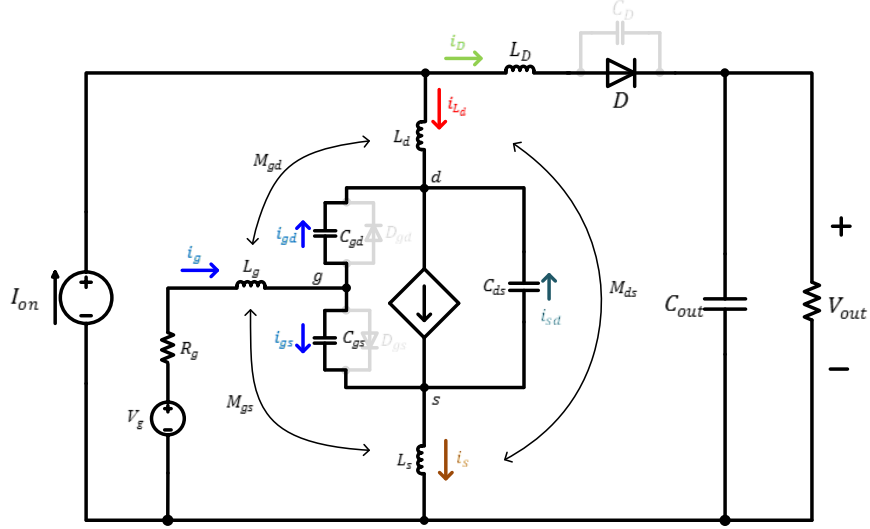 C_D
i_D
L_D
D
i_{L_d}
L_d
M_{gd}
d
i_{gd}
C_{gd}
D_{gd}
i_g
L_g
g
I_{on}
+
−
C_{ds}
M_{ds}
i_{sd}
C_{out}
+
V_{out}
−
i_{gs}
C_{gs}
D_{gs}
R_g
M_{gs}
s
V_g
+
−
L_s
i_s